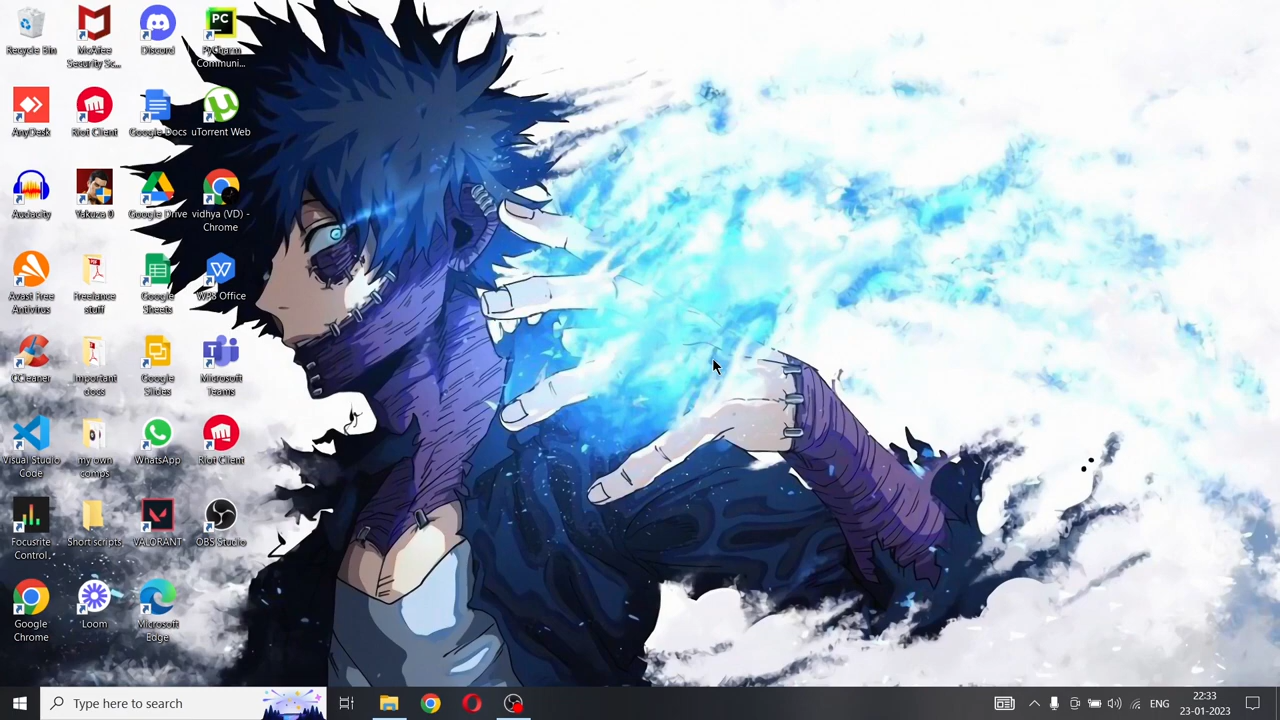 Recycle Bin
McAfee
Security Sc...
Discord
PyCharm
Communi...
AnyDesk
Riot Client
Google Docs
uTorrent Web
Audacity
Yakuza 0
Google Drive
vidhya (VD) -
Chrome
Avast Free
Antivirus
Freelance
stuff
Google
Sheets
WPS Office
CCleaner
Important
docs
Google
Slides
Microsoft
Teams
Visual Studio
Code
my own
comps
WhatsApp
Riot Client
Focusrite
Control...
Short scripts
VALORANT
OBS Studio
Google
Chrome
Loom
Microsoft
Edge
Type here to search
ENG
22:33
23-01-2023